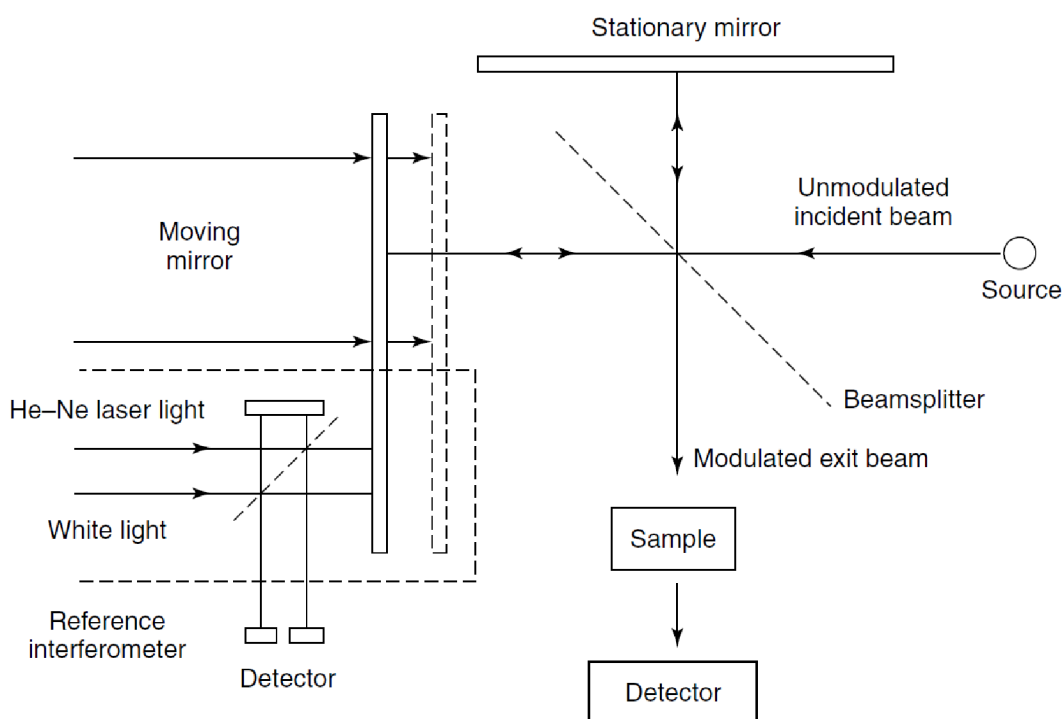 Stationary mirror
Unmodulated
incident beam
Moving
mirror
Source
He–Ne laser light
Beamsplitter
Modulated exit beam
White light
Sample
Reference
interferometer
Detector
Detector